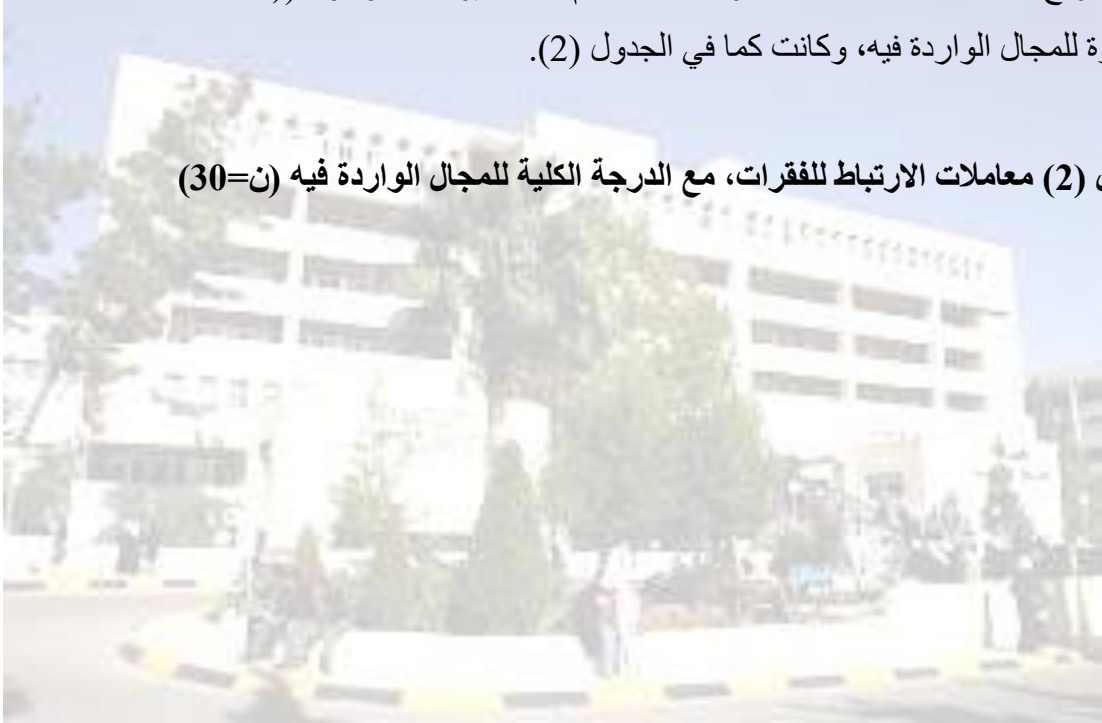 للمجال الواردة فيه، وكانت كما في الجدول (2).
(2) معاملات الارتباط للفقرات، مع الدرجة الكلية للمجال الواردة فيه (ن=30)